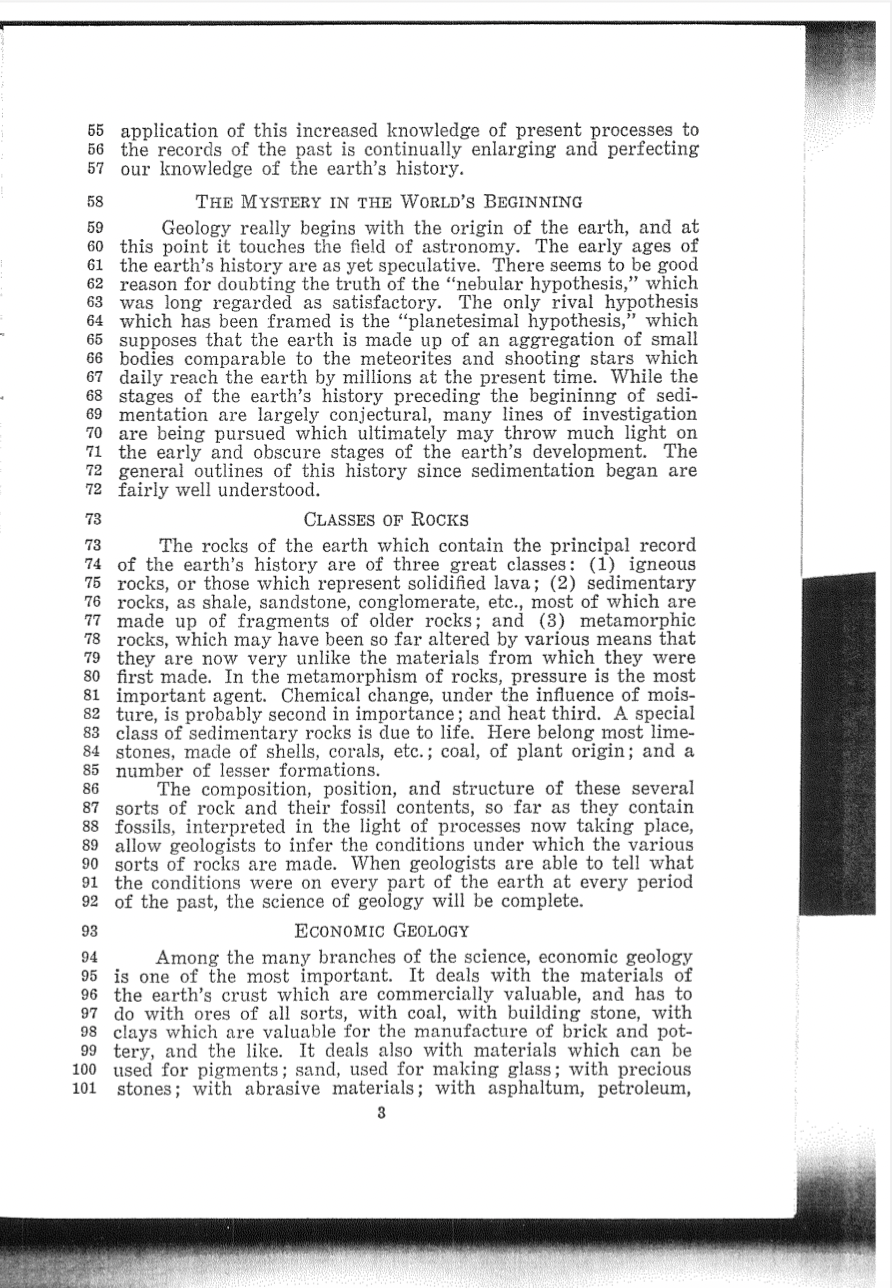 55 application of this increased knowledge of present processes to
56 the records of the past is continually enlarging and perfecting
57 our knowledge of the earth's history.
58 THE MYSTERY IN THE WORLD'S BEGINNING
59 Geology really begins with the origin of the earth, and at
60 this point it touches the field of astronomy. The early ages of
61 the earth's history are as yet speculative. There seems to be good
62 reason for doubting the truth of the “nebular hypothesis,” which
63 was long regarded as satisfactory. The only rival hypothesis
64 which has been framed is the “planetesimal hypothesis,” which
65 supposes that the earth is made up of an aggregation of small
66 bodies comparable to the meteorites and shooting stars which
67 daily reach the earth by millions at the present time. While the
68 stages of the earth's history preceding the begininng of sedi-
69 mentation are largely conjectural, many lines of investigation
70 are being pursued which ultimately may throw much light on
71 the early and obscure stages of the earth's development. The
72 general outlines of this history since sedimentation began are
72 fairly well understood.
73 CLASSES OF ROCKS
73 The rocks of the earth which contain the principal record
74 of the earth's history are of three great classes: (1) igneous
75 rocks, or those which represent solidified lava; (2) sedimentary
76 rocks, as shale, sandstone, conglomerate, etc., most of which are
77 made up of fragments of older rocks; and (3) metamorphic
78 rocks, which may have been so far altered by various means that
79 they are now very unlike the materials from which they were
80 first made. In the metamorphism of rocks, pressure is the most
81 important agent. Chemical change, under the influence of mois-
82 ture, is probably second in importance; and heat third. A special
83 class of sedimentary rocks is due to life. Here belong most lime-
84 stones, made of shells, corals, etc.; coal, of plant origin; and a
85 number of lesser formations.
86 The composition, position, and structure of these several
87 sorts of rock and their fossil contents, so far as they contain
88 fossils, interpreted in the light of processes now taking place,
89 allow geologists to infer the conditions under which the various
90 sorts of rocks are made. When geologists are able to tell what
91 the conditions were on every part of the earth at every period
92 of the past, the science of geology will be complete.
93 ECONOMIC GEOLOGY
94 Among the many branches of the science, economic geology
95 is one of the most important. It deals with the materials of
96 the earth's crust which are commercially valuable, and has to
97 do with ores of all sorts, with coal, with building stone, with
98 clays which are valuable for the manufacture of brick and pot-
99 tery, and the like. It deals also with materials which can be
100 used for pigments; sand, used for making glass; with precious
101 stones; with abrasive materials; with asphaltum, petroleum,
3